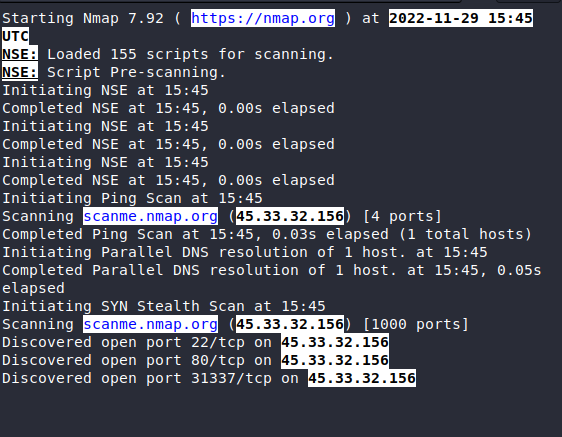 Starting Nmap 7.92 ( https://nmap.org ) at 2022-11-29 15:45
UTC
NSE: Loaded 155 scripts for scanning.
NSE: Script Pre-scanning.
Initiating NSE at 15:45
Completed NSE at 15:45, 0.00s elapsed
Initiating NSE at 15:45
Completed NSE at 15:45, 0.00s elapsed
Initiating NSE at 15:45
Completed NSE at 15:45, 0.00s elapsed
Initiating Ping Scan at 15:45
Scanning scanme.nmap.org (45.33.32.156) [4 ports]
Completed Ping Scan at 15:45, 0.03s elapsed (1 total hosts)
Initiating Parallel DNS resolution of 1 host. at 15:45
Completed Parallel DNS resolution of 1 host. at 15:45, 0.05s
elapsed
Initiating SYN Stealth Scan at 15:45
Scanning scanme.nmap.org (45.33.32.156) [1000 ports]
Discovered open port 22/tcp on 45.33.32.156
Discovered open port 80/tcp on 45.33.32.156
Discovered open port 31337/tcp on 45.33.32.156